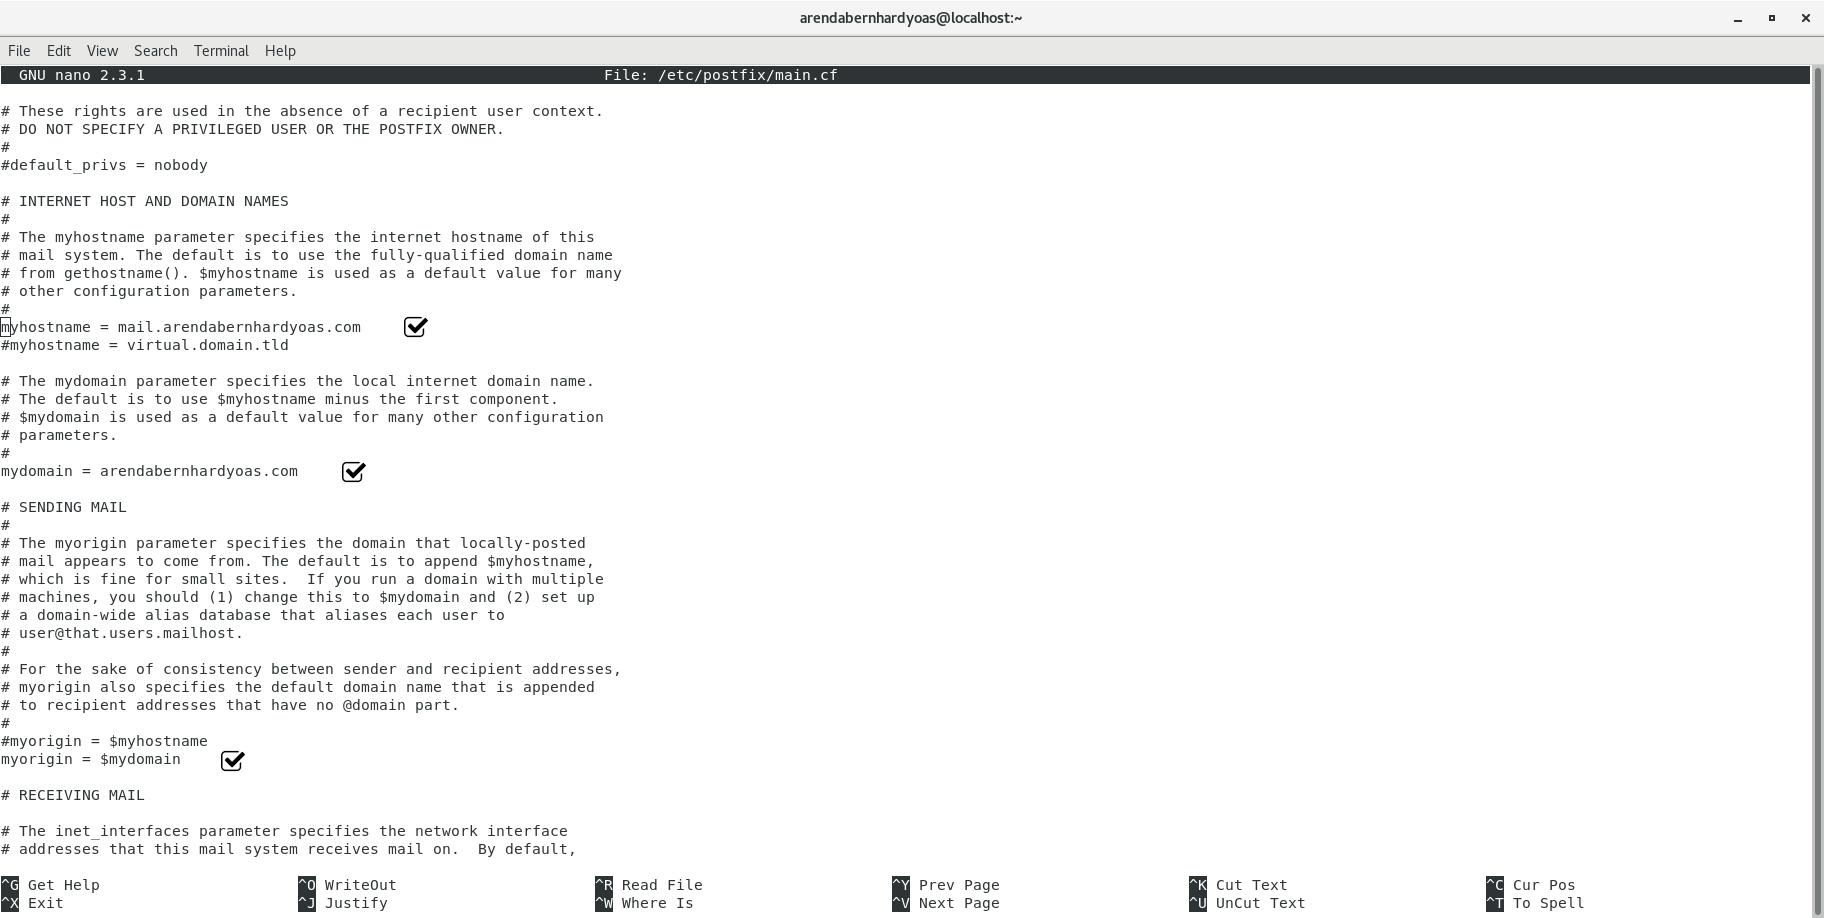 arendabernhardyoas@localhost:~
File Edit View Search Terminal Help
GNU nano 2.3.1 File: /etc/postfix/main.cf
# These rights are used in the absence of a recipient user context.
# DO NOT SPECIFY A PRIVILEGED USER OR THE POSTFIX OWNER.
#
#default_privs = nobody
# INTERNET HOST AND DOMAIN NAMES
#
# The myhostname parameter specifies the internet hostname of this
# mail system. The default is to use the fully-qualified domain name
# from gethostname(). $myhostname is used as a default value for many
# other configuration parameters.
#
myhostname = mail.arendabernhardyoas.com
#myhostname = virtual.domain.tld
# The mydomain parameter specifies the local internet domain name.
# The default is to use $myhostname minus the first component.
# $mydomain is used as a default value for many other configuration
# parameters.
#
mydomain = arendabernhardyoas.com
# SENDING MAIL
#
# The myorigin parameter specifies the domain that locally-posted
# mail appears to come from. The default is to append $myhostname,
# which is fine for small sites.  If you run a domain with multiple
# machines, you should (1) change this to $mydomain and (2) set up
# a domain-wide alias database that aliases each user to
# user@that.users.mailhost.
#
# For the sake of consistency between sender and recipient addresses,
# myorigin also specifies the default domain name that is appended
# to recipient addresses that have no @domain part.
#
#myorigin = $myhostname
myorigin = $mydomain
# RECEIVING MAIL
# The inet_interfaces parameter specifies the network interface
# addresses that this mail system receives mail on.  By default,
^G Get Help ^O WriteOut ^R Read File ^Y Prev Page ^K Cut Text ^C Cur Pos
^X Exit ^J Justify ^W Where Is ^V Next Page ^U UnCut Text ^T To Spell